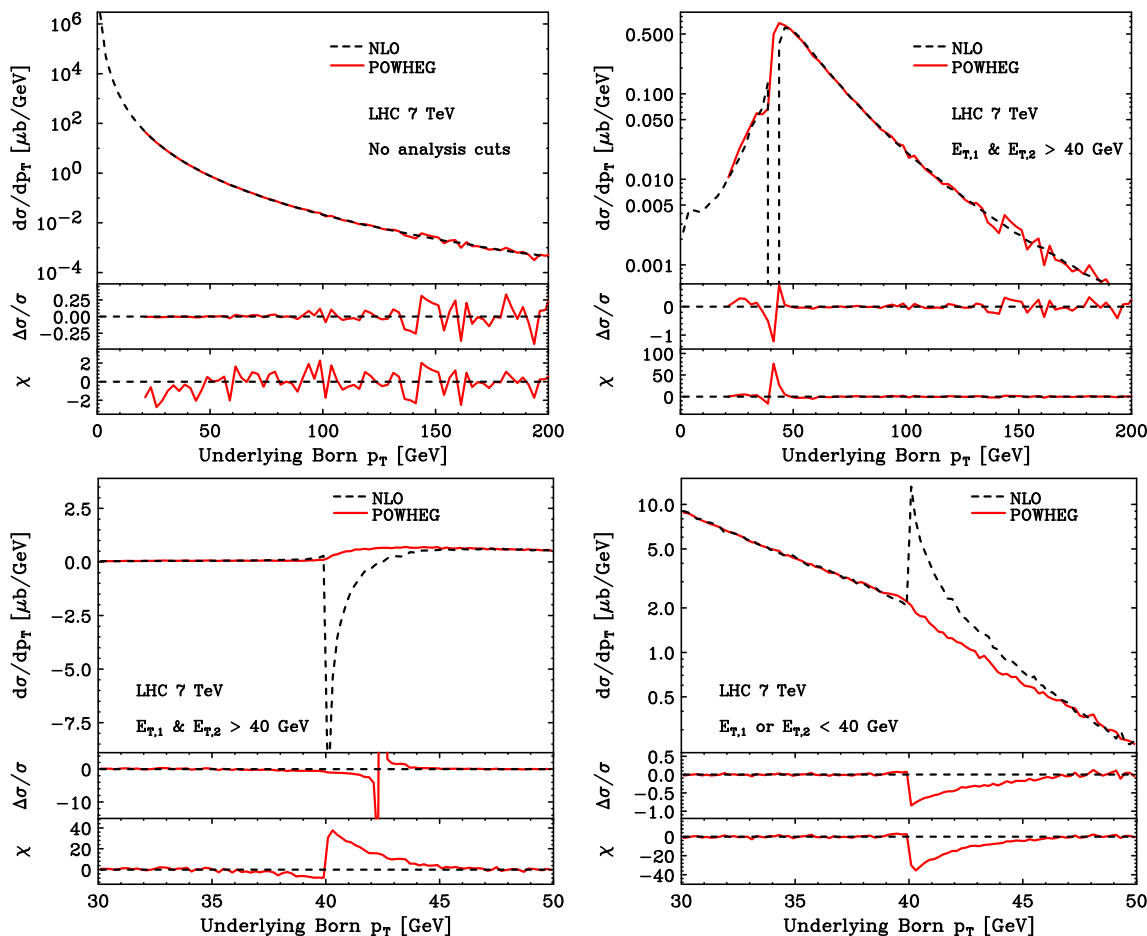 NLO
POWHEG
LHC 7 TeV
No analysis cuts
dσ/dp_T [μb/GeV]
10^6
10^4
10^2
10^0
10^−2
10^−4
Δσ/σ
0.25
0.00
−0.25
χ
2
0
−2
0 50 100 150 200
Underlying Born p_T [GeV]
NLO
POWHEG
LHC 7 TeV
E_T,1 & E_T,2 > 40 GeV
dσ/dp_T [μb/GeV]
0.500
0.100
0.050
0.010
0.005
0.001
Δσ/σ
0
−1
χ
100
50
0
0 50 100 150 200
Underlying Born p_T [GeV]
NLO
POWHEG
dσ/dp_T [μb/GeV]
2.5
0.0
−2.5
−5.0
−7.5
LHC 7 TeV
E_T,1 & E_T,2 > 40 GeV
Δσ/σ
0
−10
χ
40
20
0
30 35 40 45 50
Underlying Born p_T [GeV]
NLO
POWHEG
dσ/dp_T [μb/GeV]
10.0
5.0
2.0
1.0
0.5
LHC 7 TeV
E_T,1 or E_T,2 < 40 GeV
Δσ/σ
0.5
0.0
−0.5
−1.0
χ
0
−20
−40
30 35 40 45 50
Underlying Born p_T [GeV]